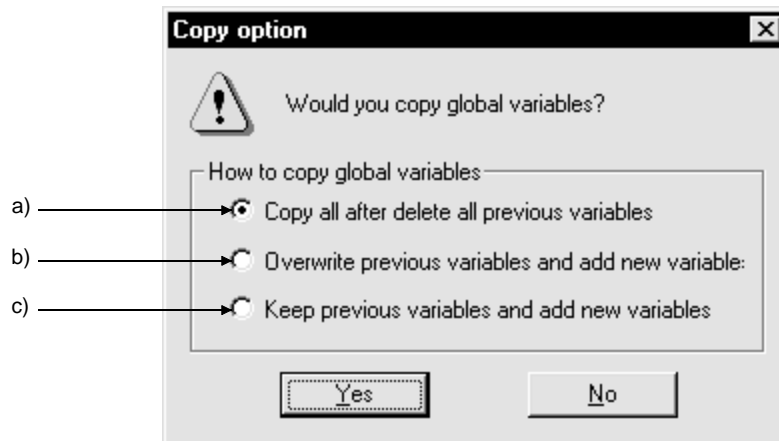 Copy option
Would you copy global variables?
How to copy global variables
a) Copy all after delete all previous variables
b) Overwrite previous variables and add new variable:
c) Keep previous variables and add new variables
Yes No